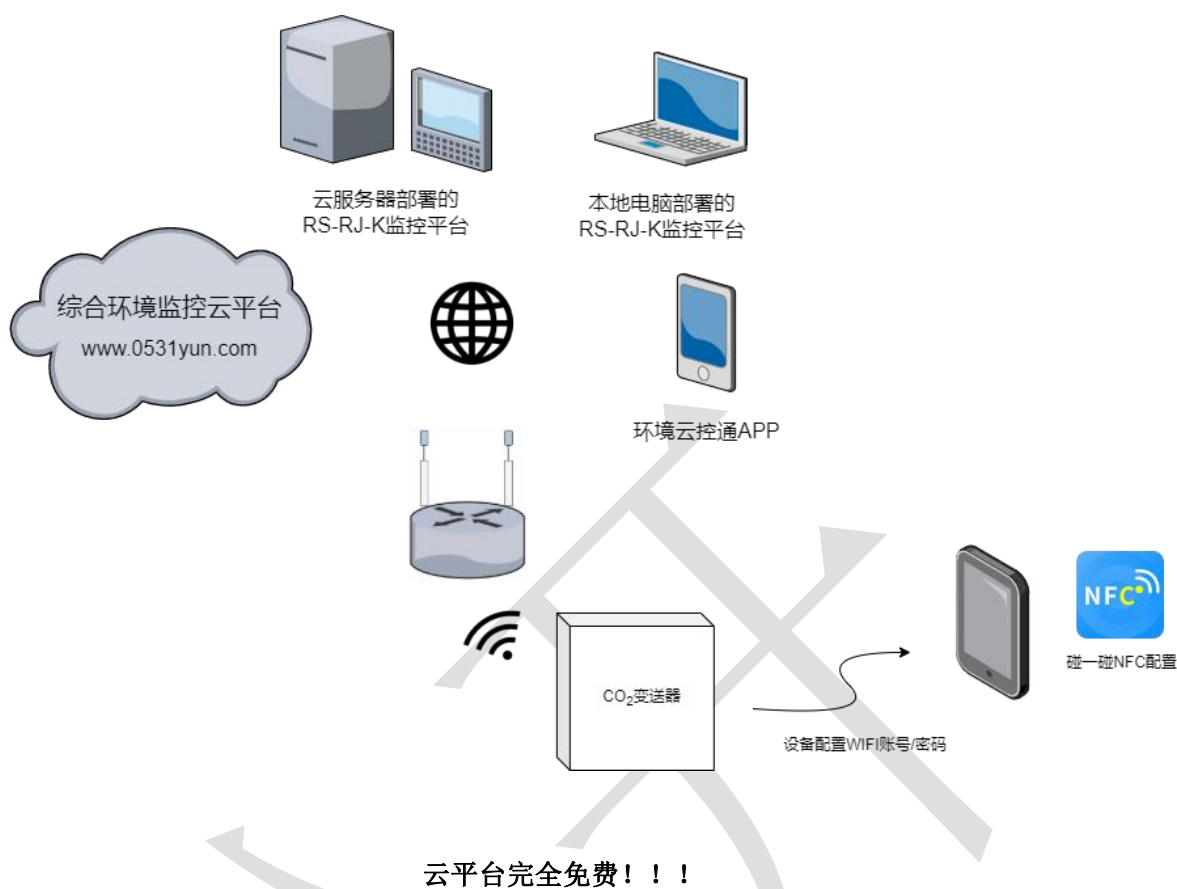 云服务器部署的
RS-RJ-K监控平台
本地电脑部署的
RS-RJ-K监控平台
综合环境监控云平台
www.0531yun.com
环境云控通APP
NFC
碰一碰NFC配置
CO₂变送器
设备配置WIFI账号/密码
云平台完全免费！！！